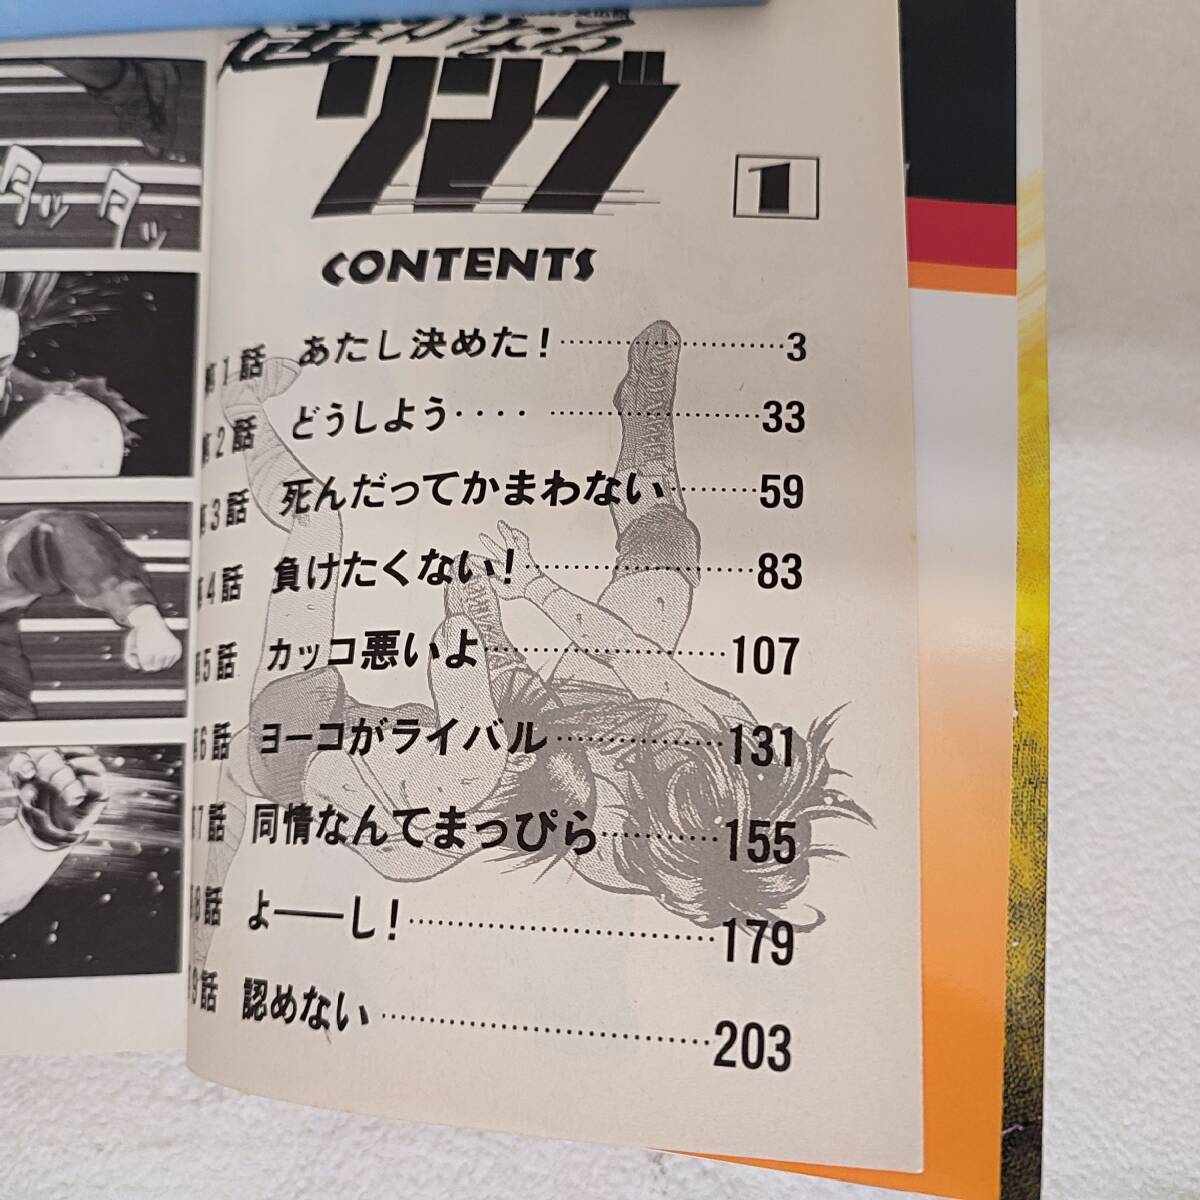 リング
1
CONTENTS
第1話 あたし決めた!……………………3
第2話 どうしよう‥‥ ………………33
第3話 死んだってかまわない………59
第4話 負けたくない!…………………83
第5話 カッコ悪いよ…………………107
第6話 ヨーコがライバル……………131
第7話 同情なんてまっぴら…………155
第8話 よ――し!………………………179
第9話 認めない………………………203
タッ
タッ